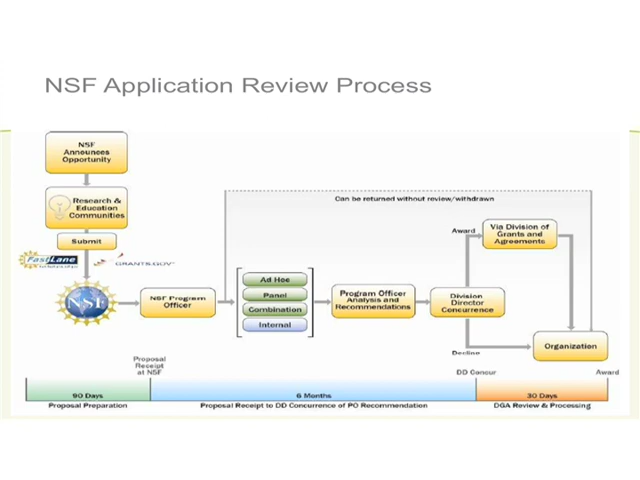 NSF Application Review Process
NSF
Announces
Opportunity
Research &
Education
Communities
Submit
FastLane
GRANTS.GOV
NSF
NSF Program
Officer
Can be returned without review/withdrawn
Ad Hoc
Panel
Combination
Internal
Program Officer
Analysis and
Recommendations
Division
Director
Concurrence
Award
Via Division of
Grants and
Agreements
Decline
Organization
Proposal
Receipt
at NSF
DD Concur
Award
90 Days
6 Months
30 Days
Proposal Preparation
Proposal Receipt to DD Concurrence of PO Recommendation
DGA Review & Processing